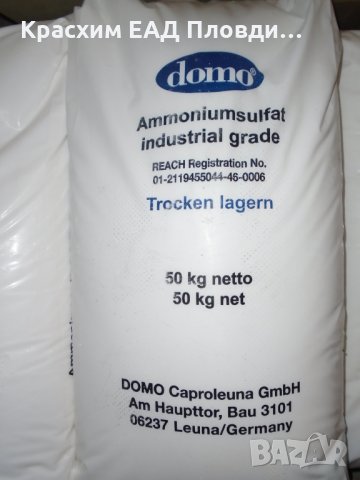 Красхим ЕАД Пловди...
domo®
Ammoniumsulfat
industrial grade
REACH Registration No.
01-2119455044-46-0006
Trocken lagern
50 kg netto
50 kg net
DOMO Caproleuna GmbH
Am Haupttor, Bau 3101
06237 Leuna/Germany
BAZAR